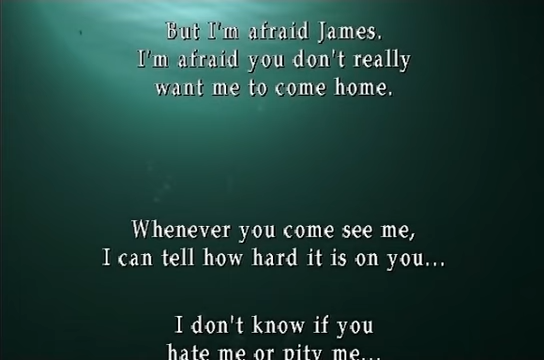 But I'm afraid James.
I'm afraid you don't really
want me to come home.
Whenever you come see me,
I can tell how hard it is on you...
I don't know if you
hate me or pity me...